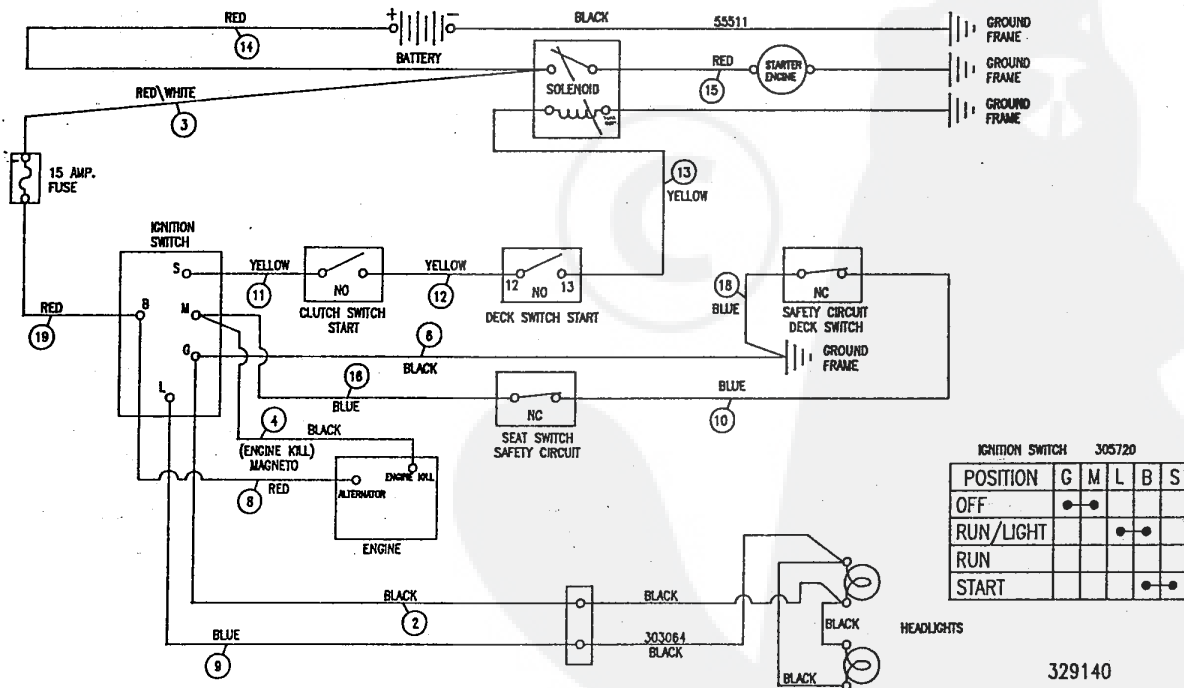 RED
14
+
-
BATTERY
BLACK
55511
GROUND
FRAME
RED\WHITE
3
SOLENOID
RED
15
STARTER
ENGINE
GROUND
FRAME
GROUND
FRAME
15 AMP.
FUSE
13
YELLOW
IGNITION
SWITCH
S
B
M
G
L
RED
19
YELLOW
11
NO
CLUTCH SWITCH
START
YELLOW
12
12
NO
13
DECK SWITCH START
18
BLUE
NC
SAFETY CIRCUIT
DECK SWITCH
6
BLACK
GROUND
FRAME
16
BLUE
NC
SEAT SWITCH
SAFETY CIRCUIT
BLUE
10
4
BLACK
(ENGINE KILL)
MAGNETO
8
RED
ENGINE KILL
ALTERNATOR
ENGINE
BLACK
2
BLUE
9
BLACK
303064
BLACK
BLACK
BLACK
HEADLIGHTS
IGNITION SWITCH 305720
POSITION G M L B S
OFF
RUN/LIGHT
RUN
START
329140
©